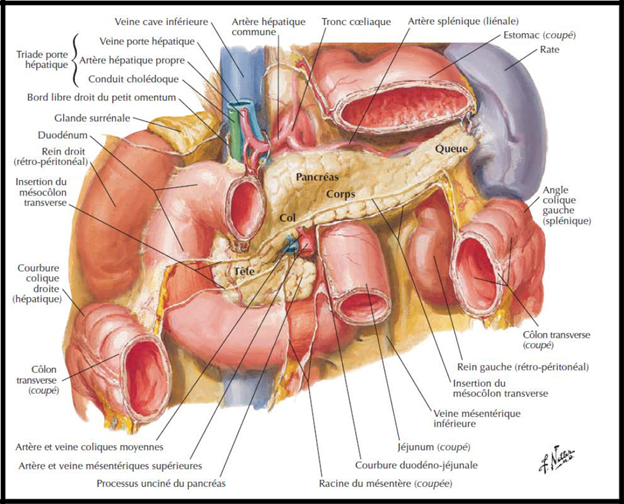 Veine cave inférieure
Veine porte hépatique
Triade porte
hépatique
Artère hépatique propre
Conduit cholédoque
Bord libre droit du petit omentum
Glande surrénale
Duodénum
Rein droit
(rétro-péritonéal)
Insertion du
mésocôlon
transverse
Courbure
colique
droite
(hépatique)
Côlon
transverse
(coupé)
Artère hépatique
commune
Tronc cœliaque
Artère splénique (liénale)
Estomac (coupé)
Rate
Queue
Pancréas
Corps
Col
Tête
Angle
colique
gauche
(splénique)
Côlon transverse
(coupé)
Rein gauche (rétro-péritonéal)
Insertion du
mésocôlon transverse
Veine mésentérique
inférieure
Jéjunum (coupé)
Courbure duodéno-jéjunale
Racine du mésentère (coupée)
Artère et veine coliques moyennes
Artère et veine mésentériques supérieures
Processus unciné du pancréas